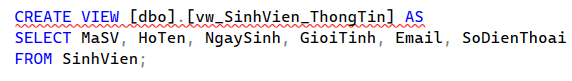 CREATE VIEW [dbo].[vw_SinhVien_ThongTin] AS
SELECT MaSV, HoTen, NgaySinh, GioiTinh, Email, SoDienThoai
FROM SinhVien;